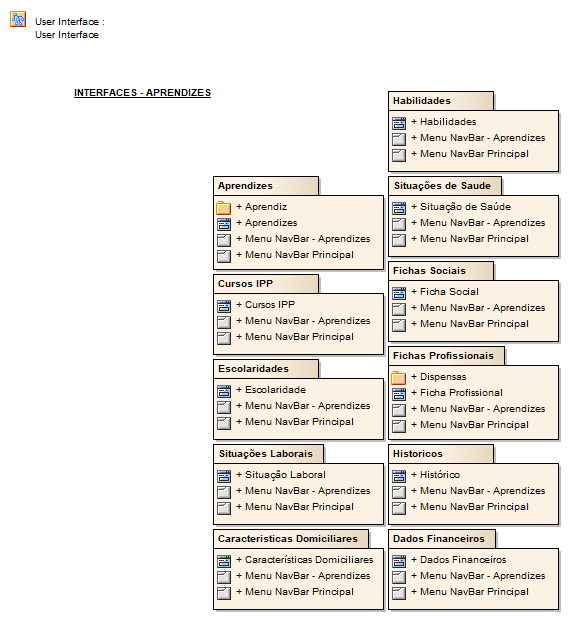 User Interface :
User Interface
INTERFACES - APRENDIZES
Habilidades
+ Habilidades
+ Menu NavBar - Aprendizes
+ Menu NavBar Principal
Aprendizes
+ Aprendiz
+ Aprendizes
+ Menu NavBar - Aprendizes
+ Menu NavBar Principal
Situações de Saude
+ Situação de Saúde
+ Menu NavBar - Aprendizes
+ Menu NavBar Principal
Cursos IPP
+ Cursos IPP
+ Menu NavBar - Aprendizes
+ Menu NavBar Principal
Fichas Sociais
+ Ficha Social
+ Menu NavBar - Aprendizes
+ Menu NavBar Principal
Escolaridades
+ Escolaridade
+ Menu NavBar - Aprendizes
+ Menu NavBar Principal
Fichas Profissionais
+ Dispensas
+ Ficha Profissional
+ Menu NavBar - Aprendizes
+ Menu NavBar Principal
Situações Laborais
+ Situação Laboral
+ Menu NavBar - Aprendizes
+ Menu NavBar Principal
Historicos
+ Histórico
+ Menu NavBar - Aprendizes
+ Menu NavBar Principal
Caracteristicas Domiciliares
+ Características Domiciliares
+ Menu NavBar - Aprendizes
+ Menu NavBar Principal
Dados Financeiros
+ Dados Financeiros
+ Menu NavBar - Aprendizes
+ Menu NavBar Principal